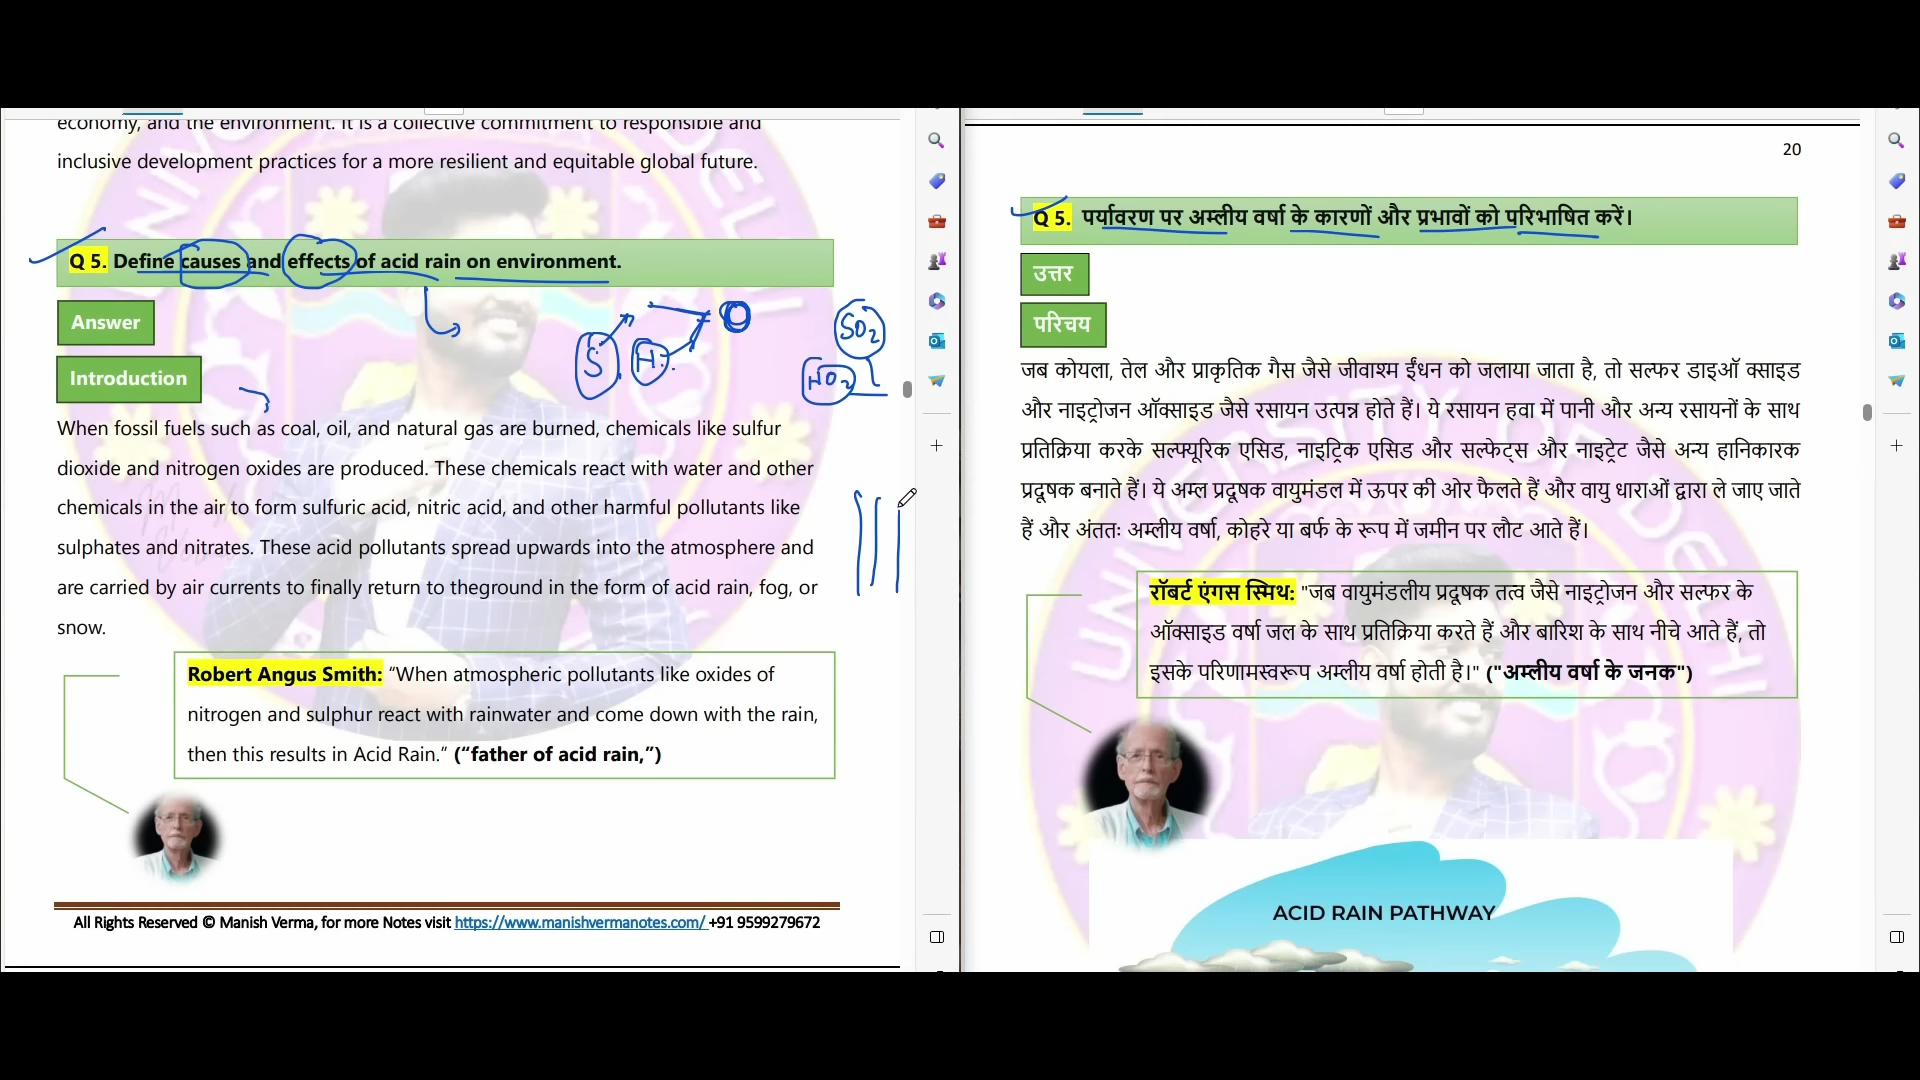 economy, and the environment. It is a collective commitment to responsible and
inclusive development practices for a more resilient and equitable global future.
Q 5. Define causes and effects of acid rain on environment.
Answer
Introduction
S
H
O
SO2
HO2
When fossil fuels such as coal, oil, and natural gas are burned, chemicals like sulfur
dioxide and nitrogen oxides are produced. These chemicals react with water and other
chemicals in the air to form sulfuric acid, nitric acid, and other harmful pollutants like
sulphates and nitrates. These acid pollutants spread upwards into the atmosphere and
are carried by air currents to finally return to theground in the form of acid rain, fog, or
snow.
Robert Angus Smith: “When atmospheric pollutants like oxides of
nitrogen and sulphur react with rainwater and come down with the rain,
then this results in Acid Rain.” (“father of acid rain,”)
All Rights Reserved © Manish Verma, for more Notes visit https://www.manishvermanotes.com/ +91 9599279672
20
Q 5. पर्यावरण पर अम्लीय वर्षा के कारणों और प्रभावों को परिभाषित करें।
उत्तर
परिचय
जब कोयला, तेल और प्राकृतिक गैस जैसे जीवाश्म ईंधन को जलाया जाता है, तो सल्फर डाइऑ क्साइड
और नाइट्रोजन ऑक्साइड जैसे रसायन उत्पन्न होते हैं। ये रसायन हवा में पानी और अन्य रसायनों के साथ
प्रतिक्रिया करके सल्फ्यूरिक एसिड, नाइट्रिक एसिड और सल्फेट्स और नाइट्रेट जैसे अन्य हानिकारक
प्रदूषक बनाते हैं। ये अम्ल प्रदूषक वायुमंडल में ऊपर की ओर फैलते हैं और वायु धाराओं द्वारा ले जाए जाते
हैं और अंततः अम्लीय वर्षा, कोहरे या बर्फ के रूप में जमीन पर लौट आते हैं।
रॉबर्ट एंगस स्मिथ: "जब वायुमंडलीय प्रदूषक तत्व जैसे नाइट्रोजन और सल्फर के
ऑक्साइड वर्षा जल के साथ प्रतिक्रिया करते हैं और बारिश के साथ नीचे आते हैं, तो
इसके परिणामस्वरूप अम्लीय वर्षा होती है।" ("अम्लीय वर्षा के जनक")
UNIVERSITY OF DELHI
ACID RAIN PATHWAY